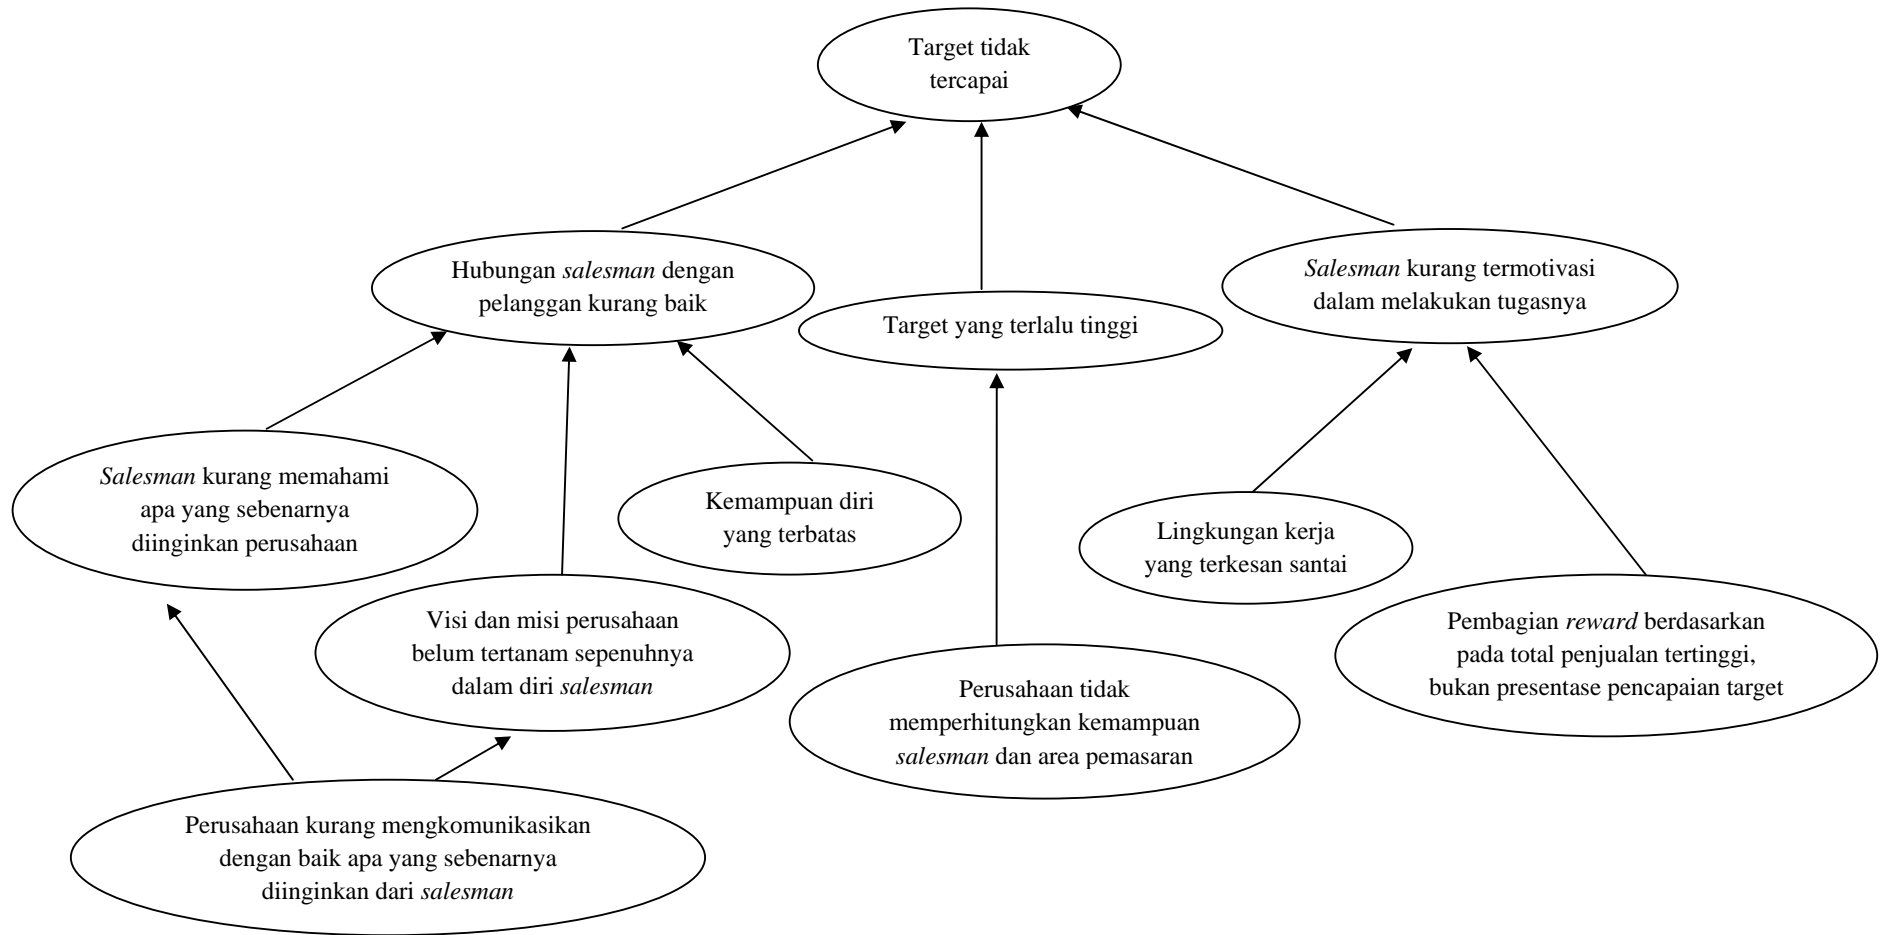 Target tidak
tercapai
Hubungan salesman dengan
pelanggan kurang baik
Target yang terlalu tinggi
Salesman kurang termotivasi
dalam melakukan tugasnya
Salesman kurang memahami
apa yang sebenarnya
diinginkan perusahaan
Kemampuan diri
yang terbatas
Lingkungan kerja
yang terkesan santai
Visi dan misi perusahaan
belum tertanam sepenuhnya
dalam diri salesman
Perusahaan tidak
memperhitungkan kemampuan
salesman dan area pemasaran
Pembagian reward berdasarkan
pada total penjualan tertinggi,
bukan presentase pencapaian target
Perusahaan kurang mengkomunikasikan
dengan baik apa yang sebenarnya
diinginkan dari salesman